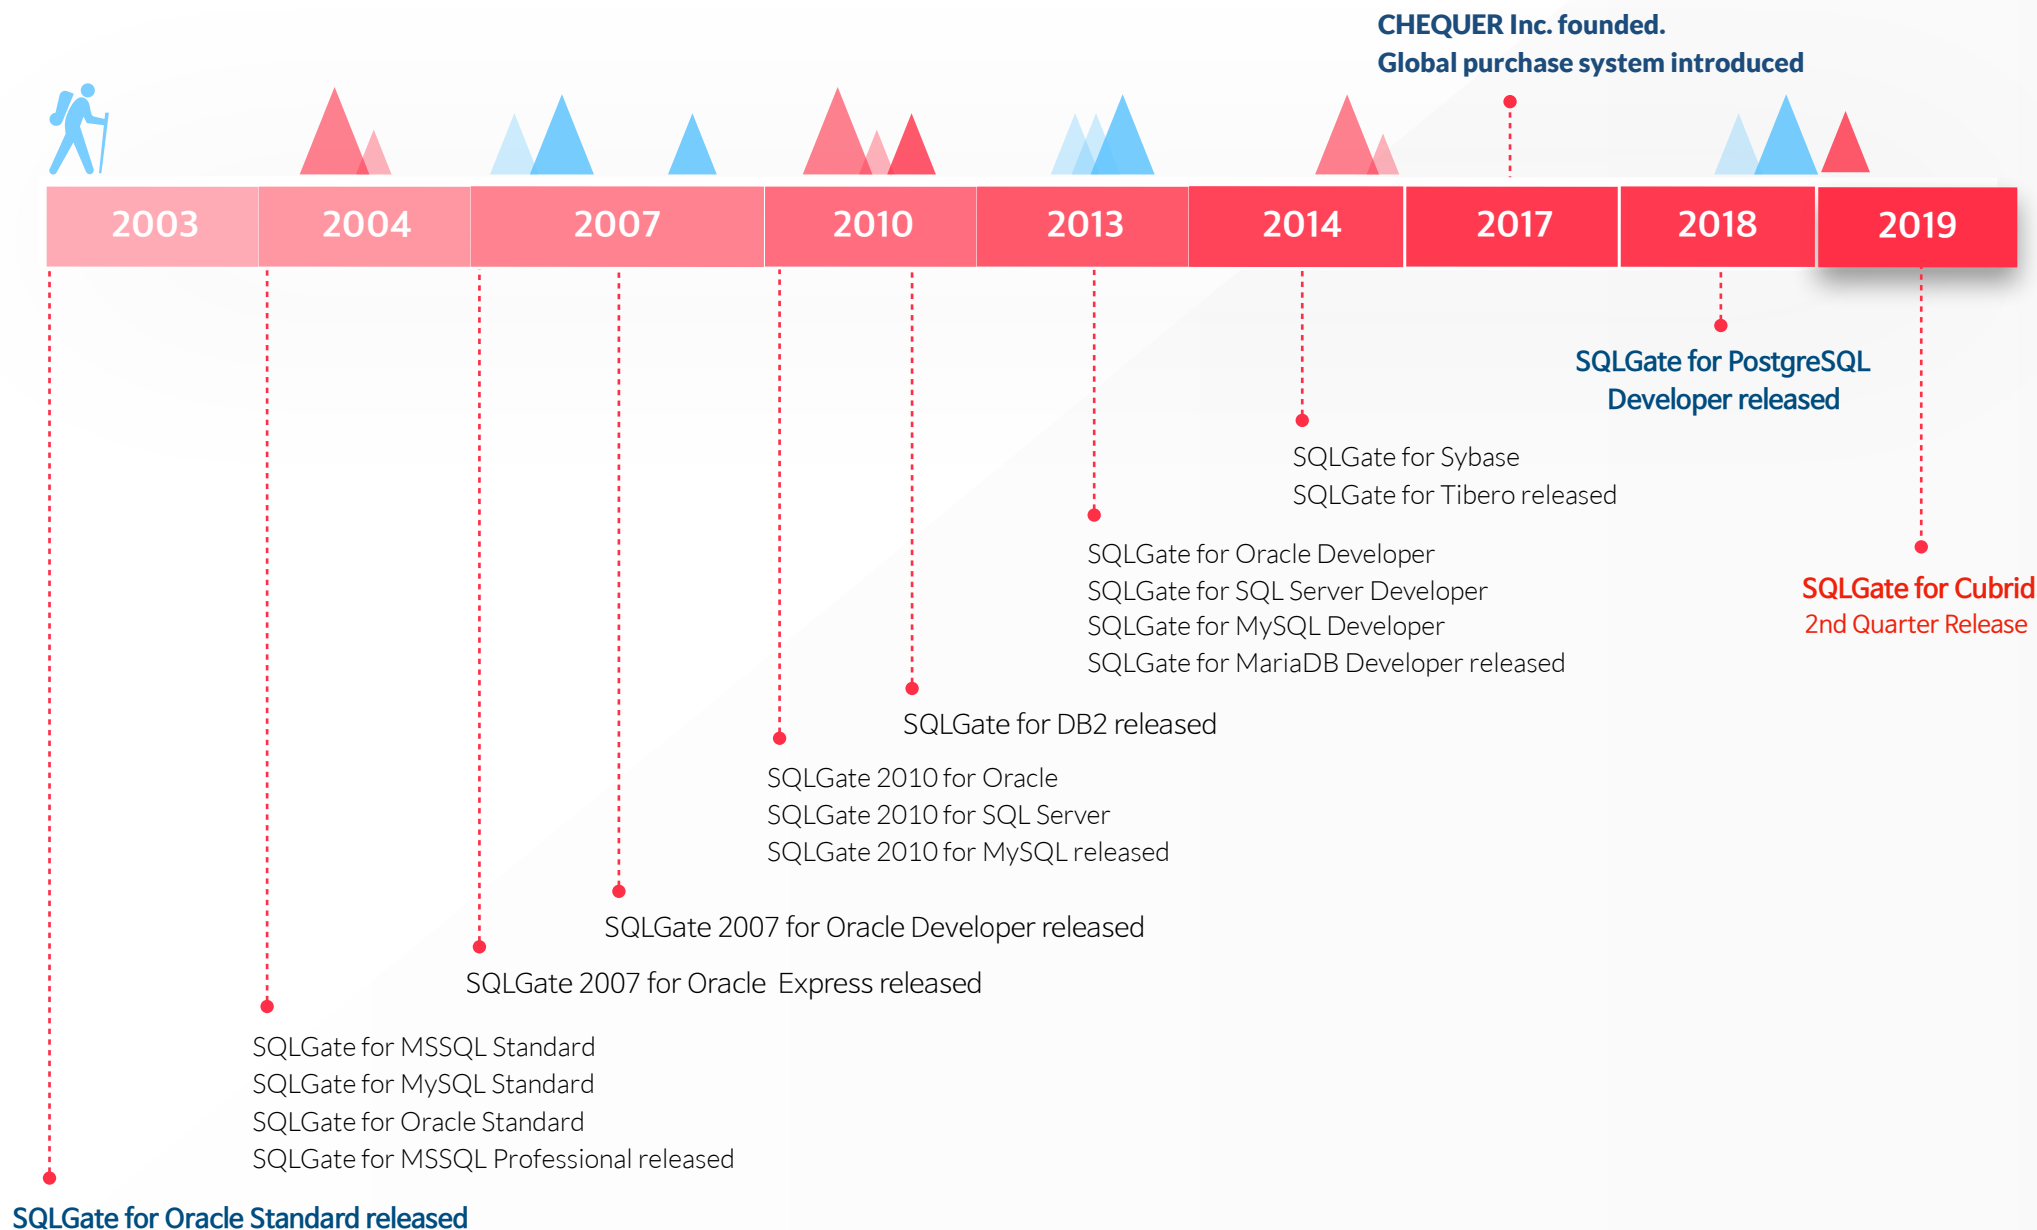 CHEQUER Inc. founded.
Global purchase system introduced
2003
2004
2007
2010
2013
2014
2017
2018
2019
SQLGate for PostgreSQL
Developer released
SQLGate for Sybase
SQLGate for Tibero released
SQLGate for Oracle Developer
SQLGate for SQL Server Developer
SQLGate for MySQL Developer
SQLGate for MariaDB Developer released
SQLGate for Cubrid
2nd Quarter Release
SQLGate for DB2 released
SQLGate 2010 for Oracle
SQLGate 2010 for SQL Server
SQLGate 2010 for MySQL released
SQLGate 2007 for Oracle Developer released
SQLGate 2007 for Oracle  Express released
SQLGate for MSSQL Standard
SQLGate for MySQL Standard
SQLGate for Oracle Standard
SQLGate for MSSQL Professional released
SQLGate for Oracle Standard released